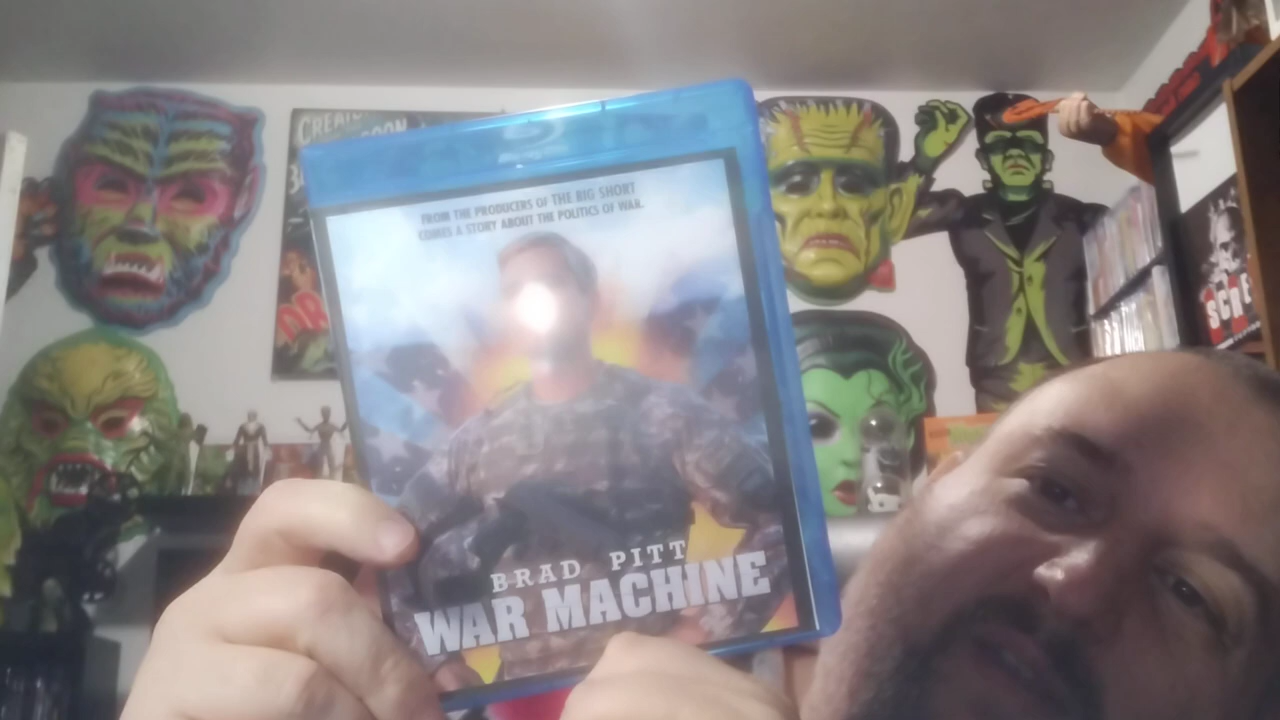 FROM THE PRODUCERS OF THE BIG SHORT
COMES A STORY ABOUT THE POLITICS OF WAR.
BRAD PITT
WAR MACHINE